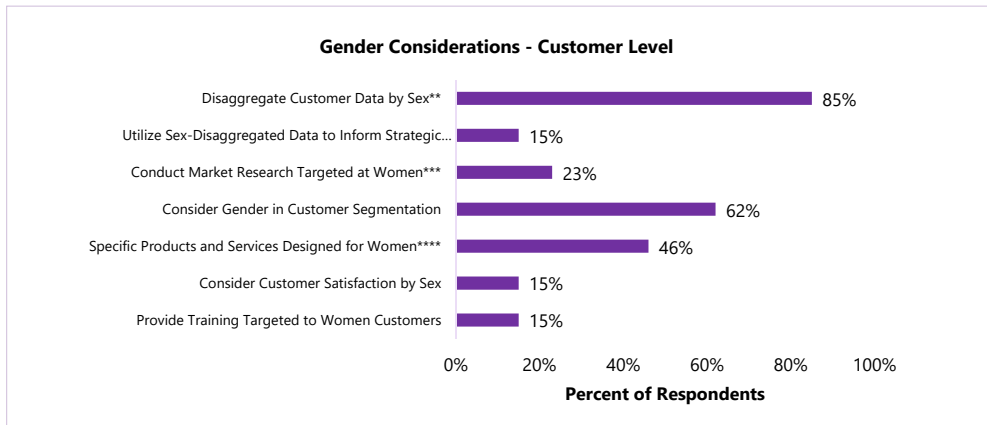 Gender Considerations - Customer Level
Disaggregate Customer Data by Sex** 85%
Utilize Sex-Disaggregated Data to Inform Strategic... 15%
Conduct Market Research Targeted at Women*** 23%
Consider Gender in Customer Segmentation 62%
Specific Products and Services Designed for Women**** 46%
Consider Customer Satisfaction by Sex 15%
Provide Training Targeted to Women Customers 15%
0% 20% 40% 60% 80% 100%
Percent of Respondents